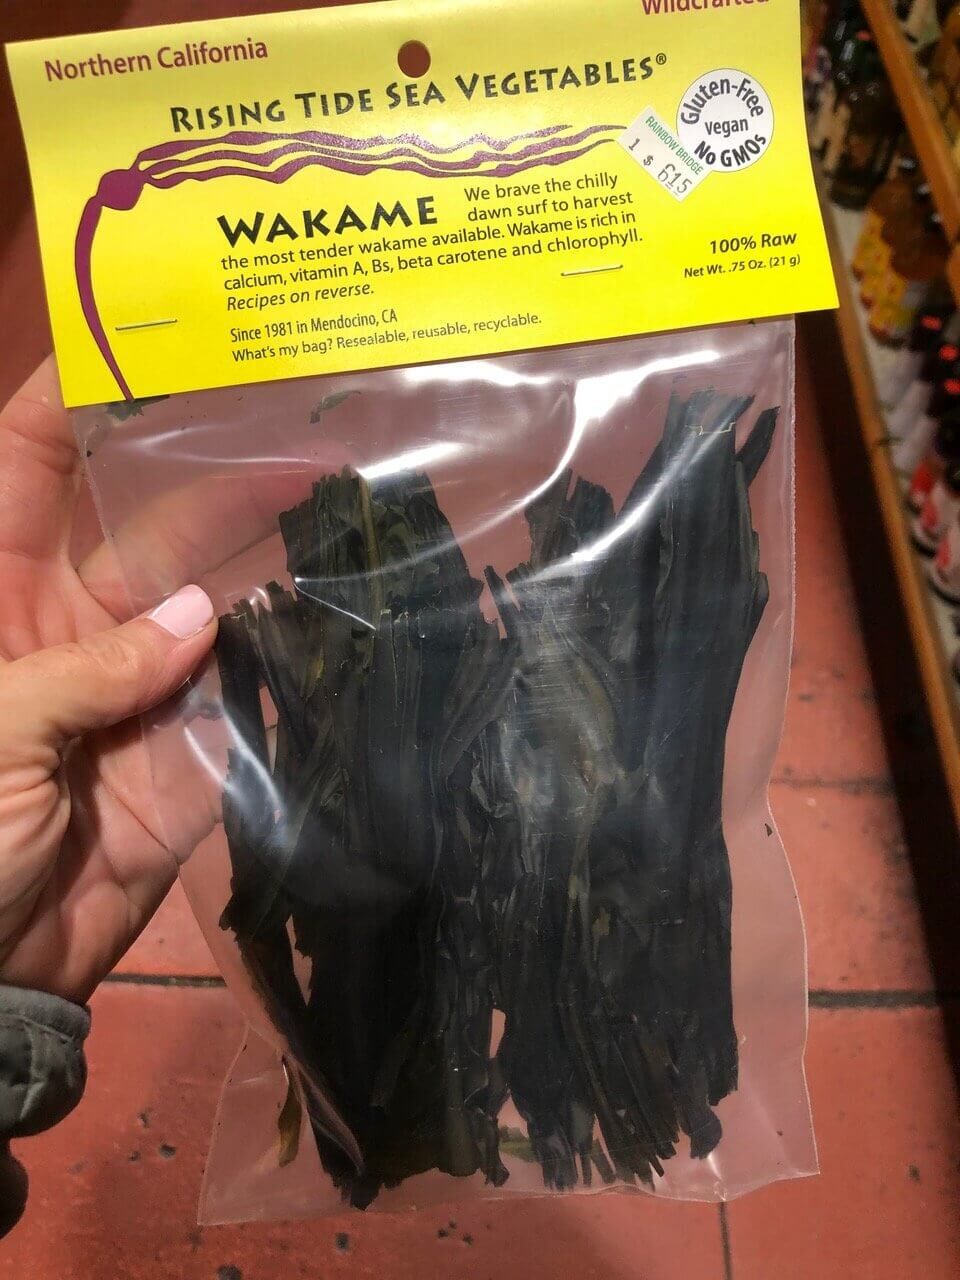 Northern California
Wildcrafted
RISING TIDE SEA VEGETABLES®
Gluten-Free
Vegan
No GMOs
RAINBOW BRIDGE
1 $ 6.15
WAKAME
We brave the chilly
dawn surf to harvest
the most tender wakame available. Wakame is rich in
calcium, vitamin A, Bs, beta carotene and chlorophyll.
Recipes on reverse.
100% Raw
Net Wt. .75 Oz. (21 g)
Since 1981 in Mendocino, CA
What's my bag? Resealable, reusable, recyclable.